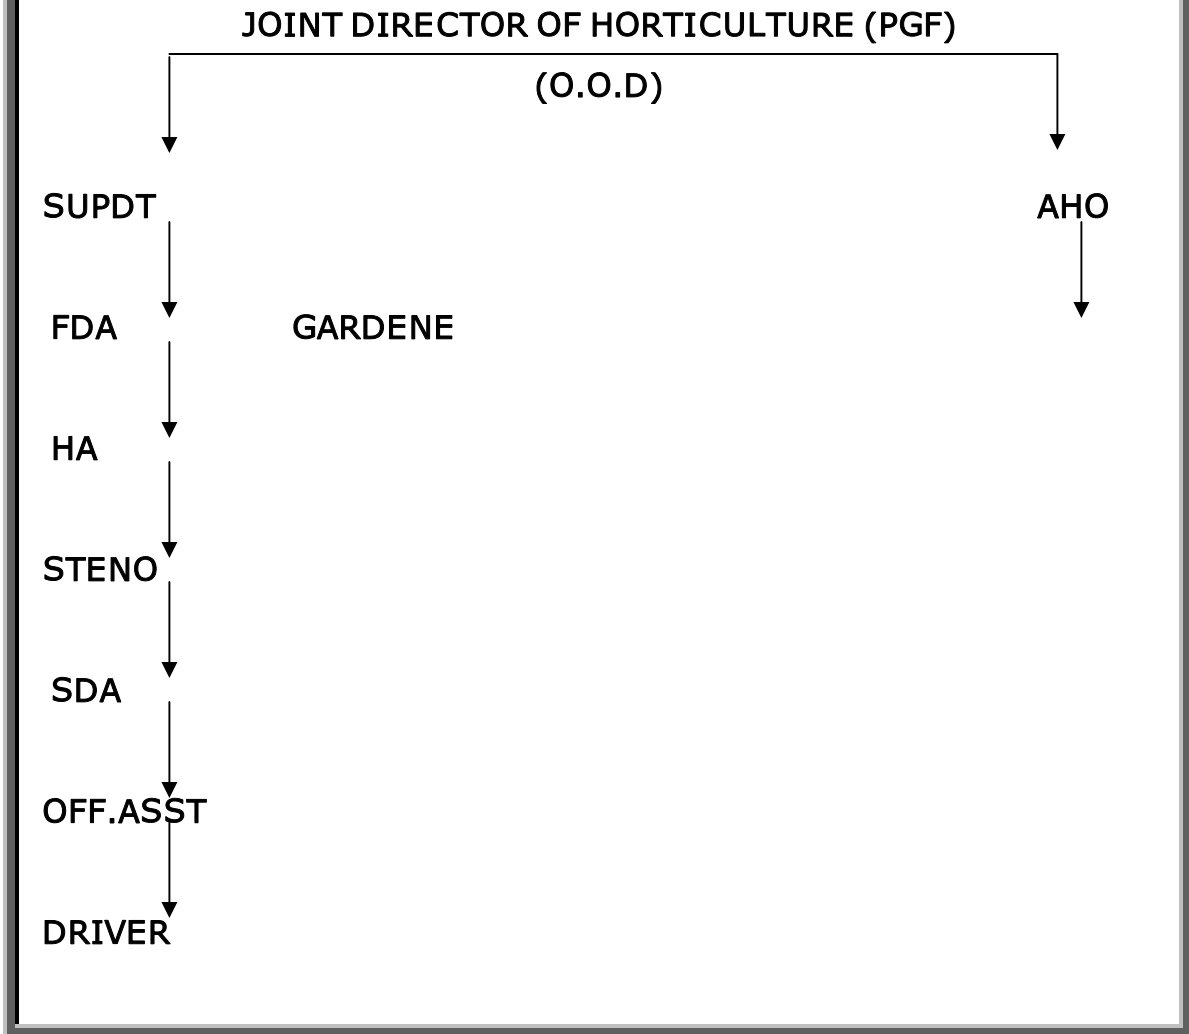 JOINT DIRECTOR OF HORTICULTURE (PGF)
(O.O.D)
SUPDT AHO
FDA GARDENE
HA
STENO
SDA
OFF.ASST
DRIVER